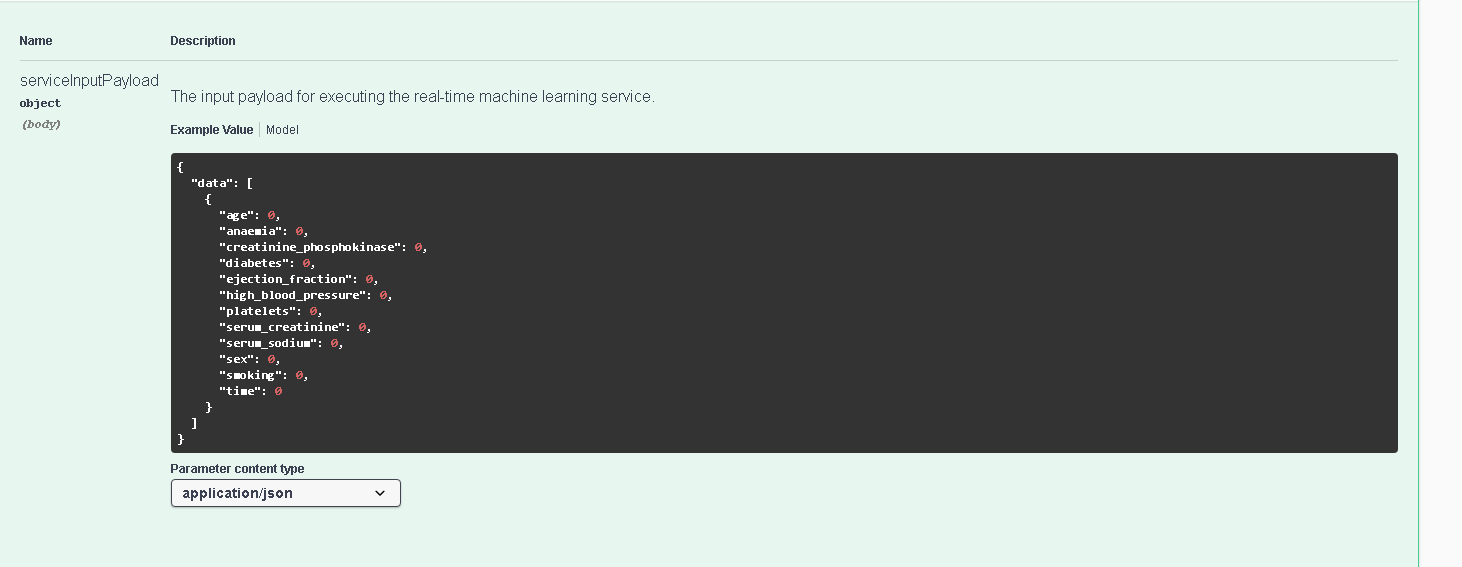 Name Description
serviceInputPayload
object
(body)
The input payload for executing the real-time machine learning service.
Example Value Model
{
"data": [
{
"age": 0,
"anaemia": 0,
"creatinine_phosphokinase": 0,
"diabetes": 0,
"ejection_fraction": 0,
"high_blood_pressure": 0,
"platelets": 0,
"serum_creatinine": 0,
"serum_sodium": 0,
"sex": 0,
"smoking": 0,
"time": 0
}
]
}
Parameter content type
application/json